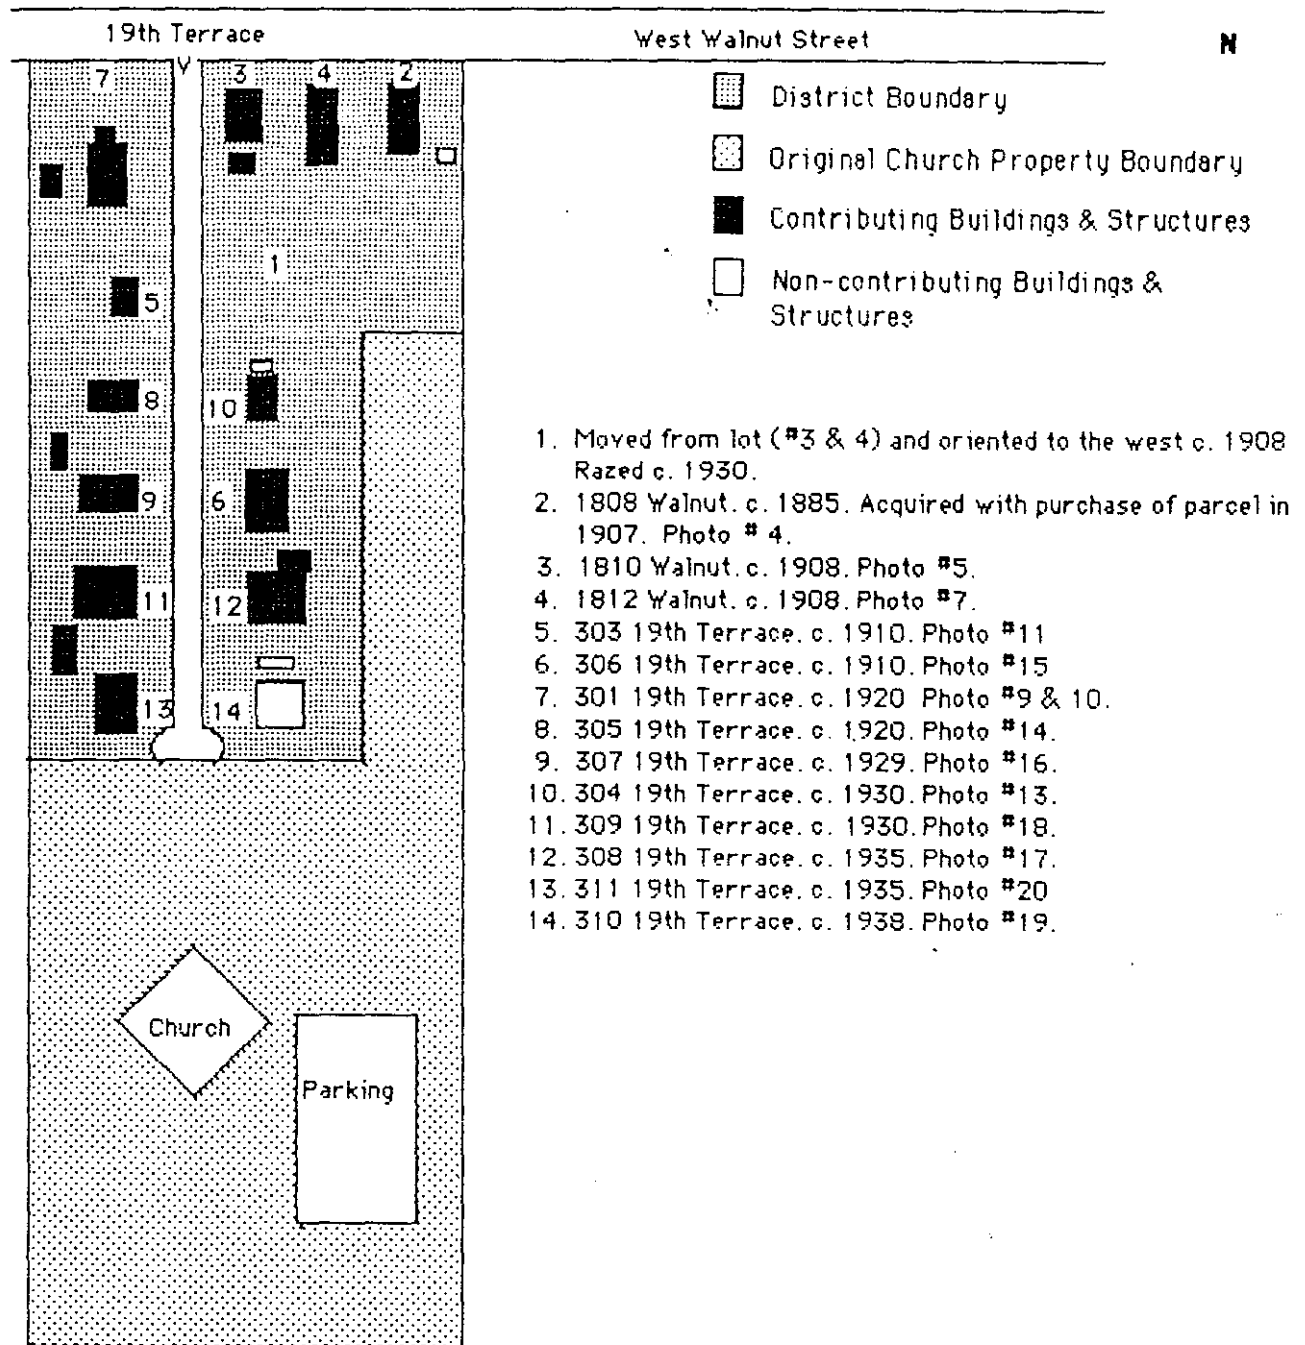 19th Terrace
West Walnut Street
N
7
3
4
2
District Boundary
Original Church Property Boundary
Contributing Buildings & Structures
Non-contributing Buildings &
Structures
1
5
8
10
9
6
11
12
13
14
1. Moved from lot (#3 & 4) and oriented to the west c. 1908
Razed c. 1930.
2. 1808 Walnut. c. 1885. Acquired with purchase of parcel in
1907. Photo # 4.
3. 1810 Walnut. c. 1908. Photo #5.
4. 1812 Walnut. c. 1908. Photo #7.
5. 303 19th Terrace. c. 1910. Photo #11
6. 306 19th Terrace. c. 1910. Photo #15
7. 301 19th Terrace. c. 1920 Photo #9 & 10.
8. 305 19th Terrace. c. 1920. Photo #14.
9. 307 19th Terrace. c. 1929. Photo #16.
10. 304 19th Terrace. c. 1930. Photo #13.
11. 309 19th Terrace. c. 1930. Photo #18.
12. 308 19th Terrace. c. 1935. Photo #17.
13. 311 19th Terrace. c. 1935. Photo #20
14. 310 19th Terrace. c. 1938. Photo #19.
Church
Parking